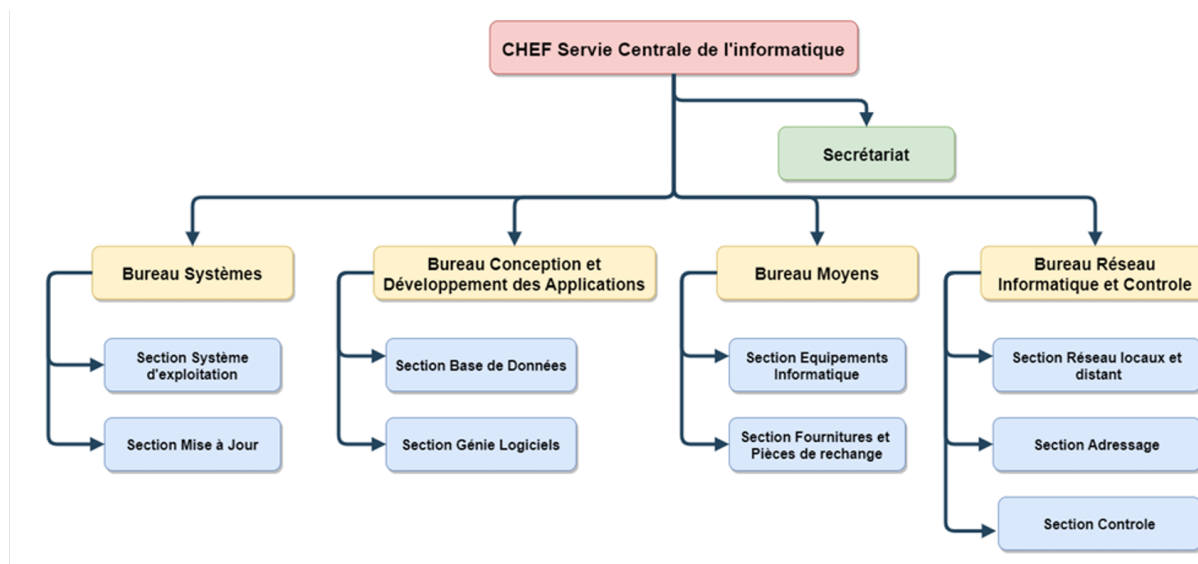 CHEF Servie Centrale de l'informatique
Secrétariat
Bureau Systèmes
Bureau Conception et
Développement des Applications
Bureau Moyens
Bureau Réseau
Informatique et Controle
Section Système
d'exploitation
Section Mise à Jour
Section Base de Données
Section Génie Logiciels
Section Equipements
Informatique
Section Fournitures et
Pièces de rechange
Section Réseau locaux et
distant
Section Adressage
Section Controle